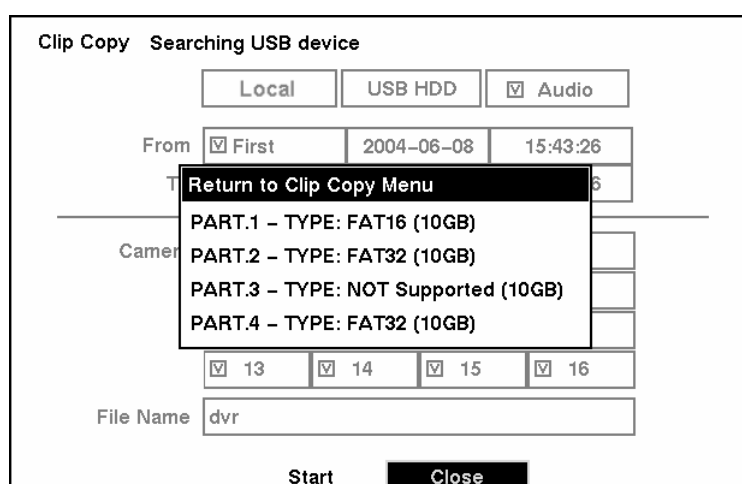 Clip Copy Searching USB device
Local USB HDD Audio
From First 2004-06-08 15:43:26
T 6
Return to Clip Copy Menu
PART.1 – TYPE: FAT16 (10GB)
Camer
PART.2 – TYPE: FAT32 (10GB)
PART.3 – TYPE: NOT Supported (10GB)
PART.4 – TYPE: FAT32 (10GB)
13 14 15 16
File Name dvr
Start Close